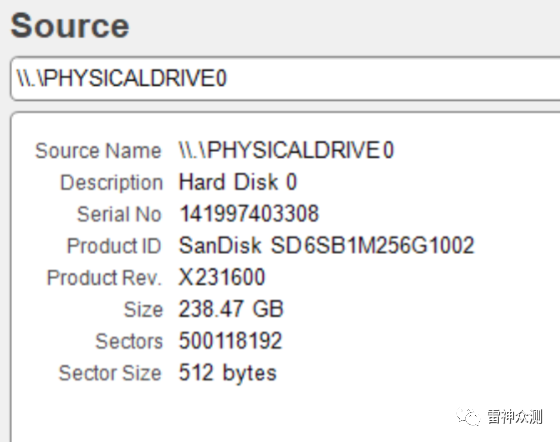 Source
\\.\PHYSICALDRIVE0
Source Name \\.\PHYSICALDRIVE0
Description Hard Disk 0
Serial No 141997403308
Product ID SanDisk SD6SB1M256G1002
Product Rev. X231600
Size 238.47 GB
Sectors 500118192
Sector Size 512 bytes
雷神众测